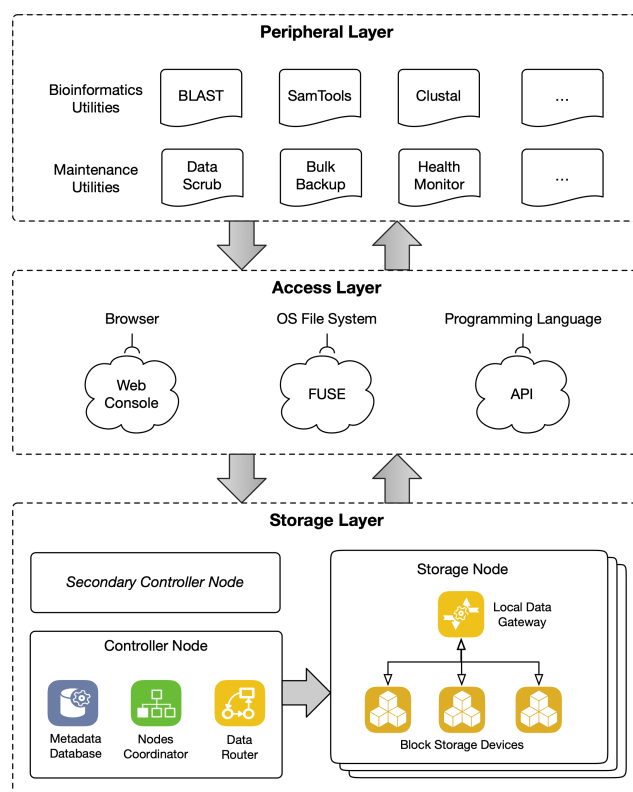 Peripheral Layer
Bioinformatics
Utilities
BLAST
SamTools
Clustal
...
Maintenance
Utilities
Data
Scrub
Bulk
Backup
Health
Monitor
...
Access Layer
Browser
OS File System
Programming Language
Web
Console
FUSE
API
Storage Layer
Secondary Controller Node
Controller Node
Metadata
Database
Nodes
Coordinator
Data
Router
Storage Node
Local Data
Gateway
Block Storage Devices